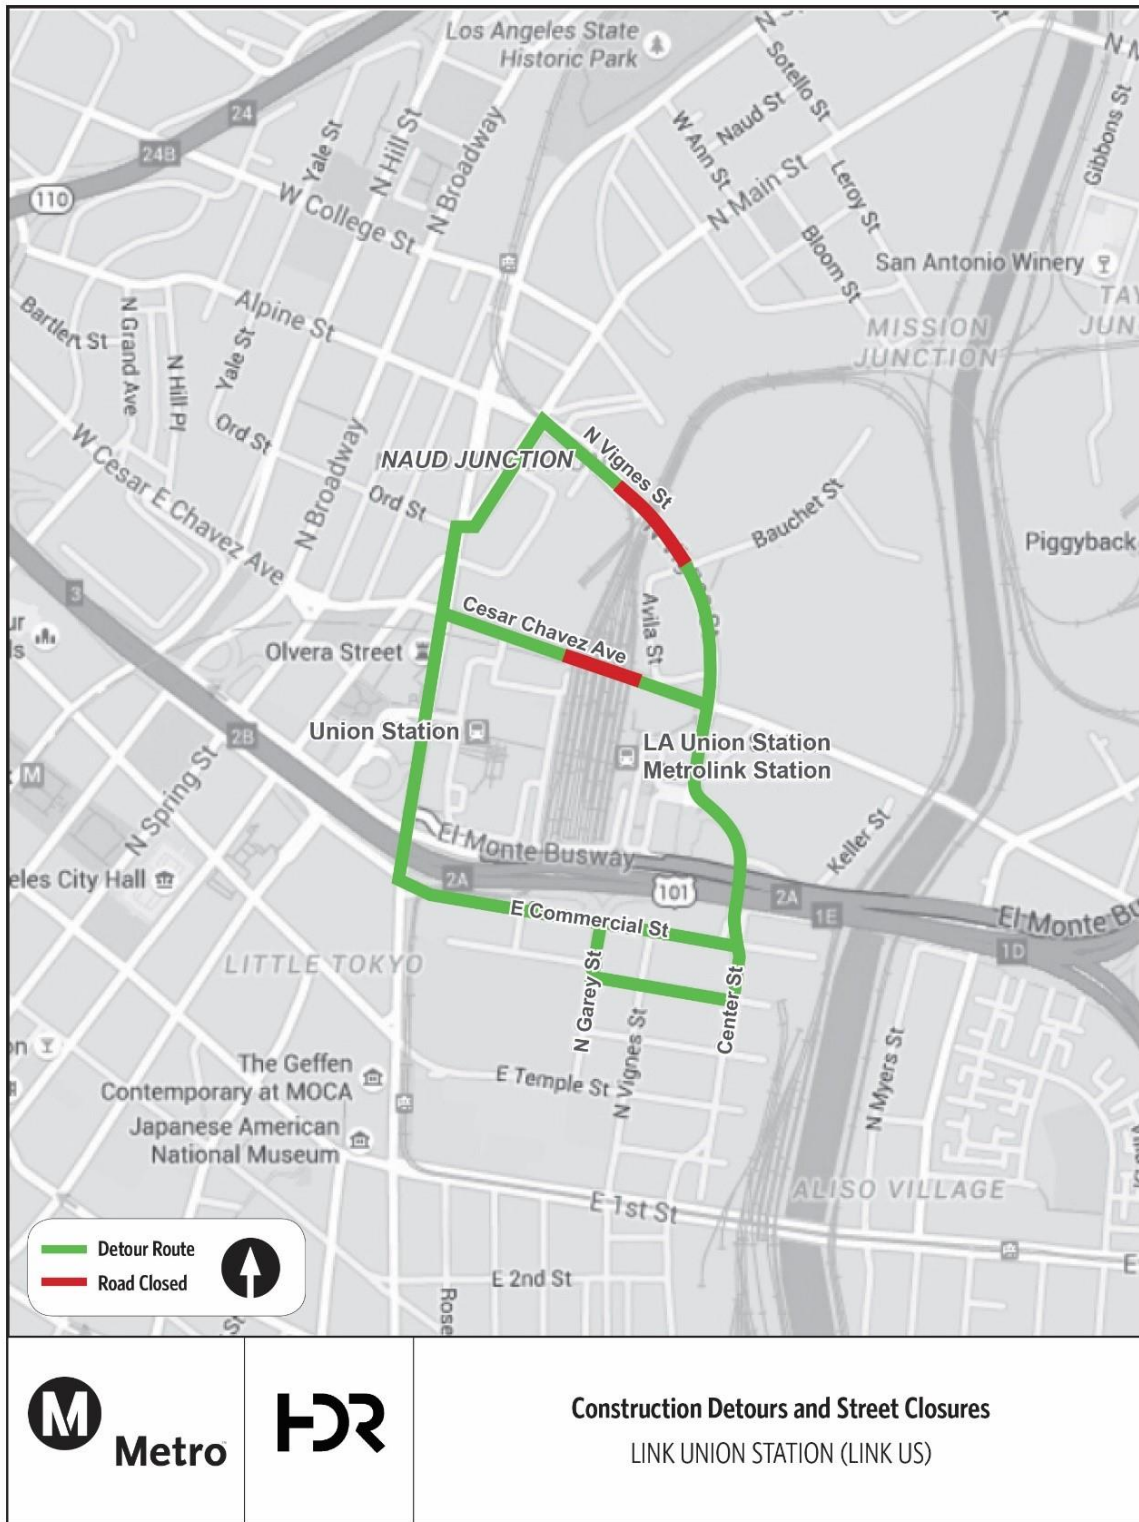 Los Angeles State
Historic Park
Sotello St
Naud St
W Ann St
Gibbons St
24
24B
Yale St
N Hill St
N Broadway
110
W College St
N Main St
Leroy St
Bloom St
San Antonio Winery
MISSION
JUNCTION
Bartlett St
N Grand Ave
N Hill Pl
Alpine St
Yale St
Ord St
NAUD JUNCTION
N Vignes St
W Cesar E Chavez Ave
N Broadway
Ord St
Bauchet St
Piggyback
3
Cesar Chavez Ave
Avila St
Olvera Street
Union Station
LA Union Station
Metrolink Station
2B
M
N Spring St
El Monte Busway
Keller St
eles City Hall
2A
101
2A
1E
El Monte Bu
1D
E Commercial St
LITTLE TOKYO
N Garey St
Center St
N Vignes St
N Myers St
The Geffen
Contemporary at MOCA
E Temple St
Japanese American
National Museum
ALISO VILLAGE
E 1st St
E 2nd St
Rose
St
Detour Route
Road Closed
M
Metro
HDR
Construction Detours and Street Closures
LINK UNION STATION (LINK US)